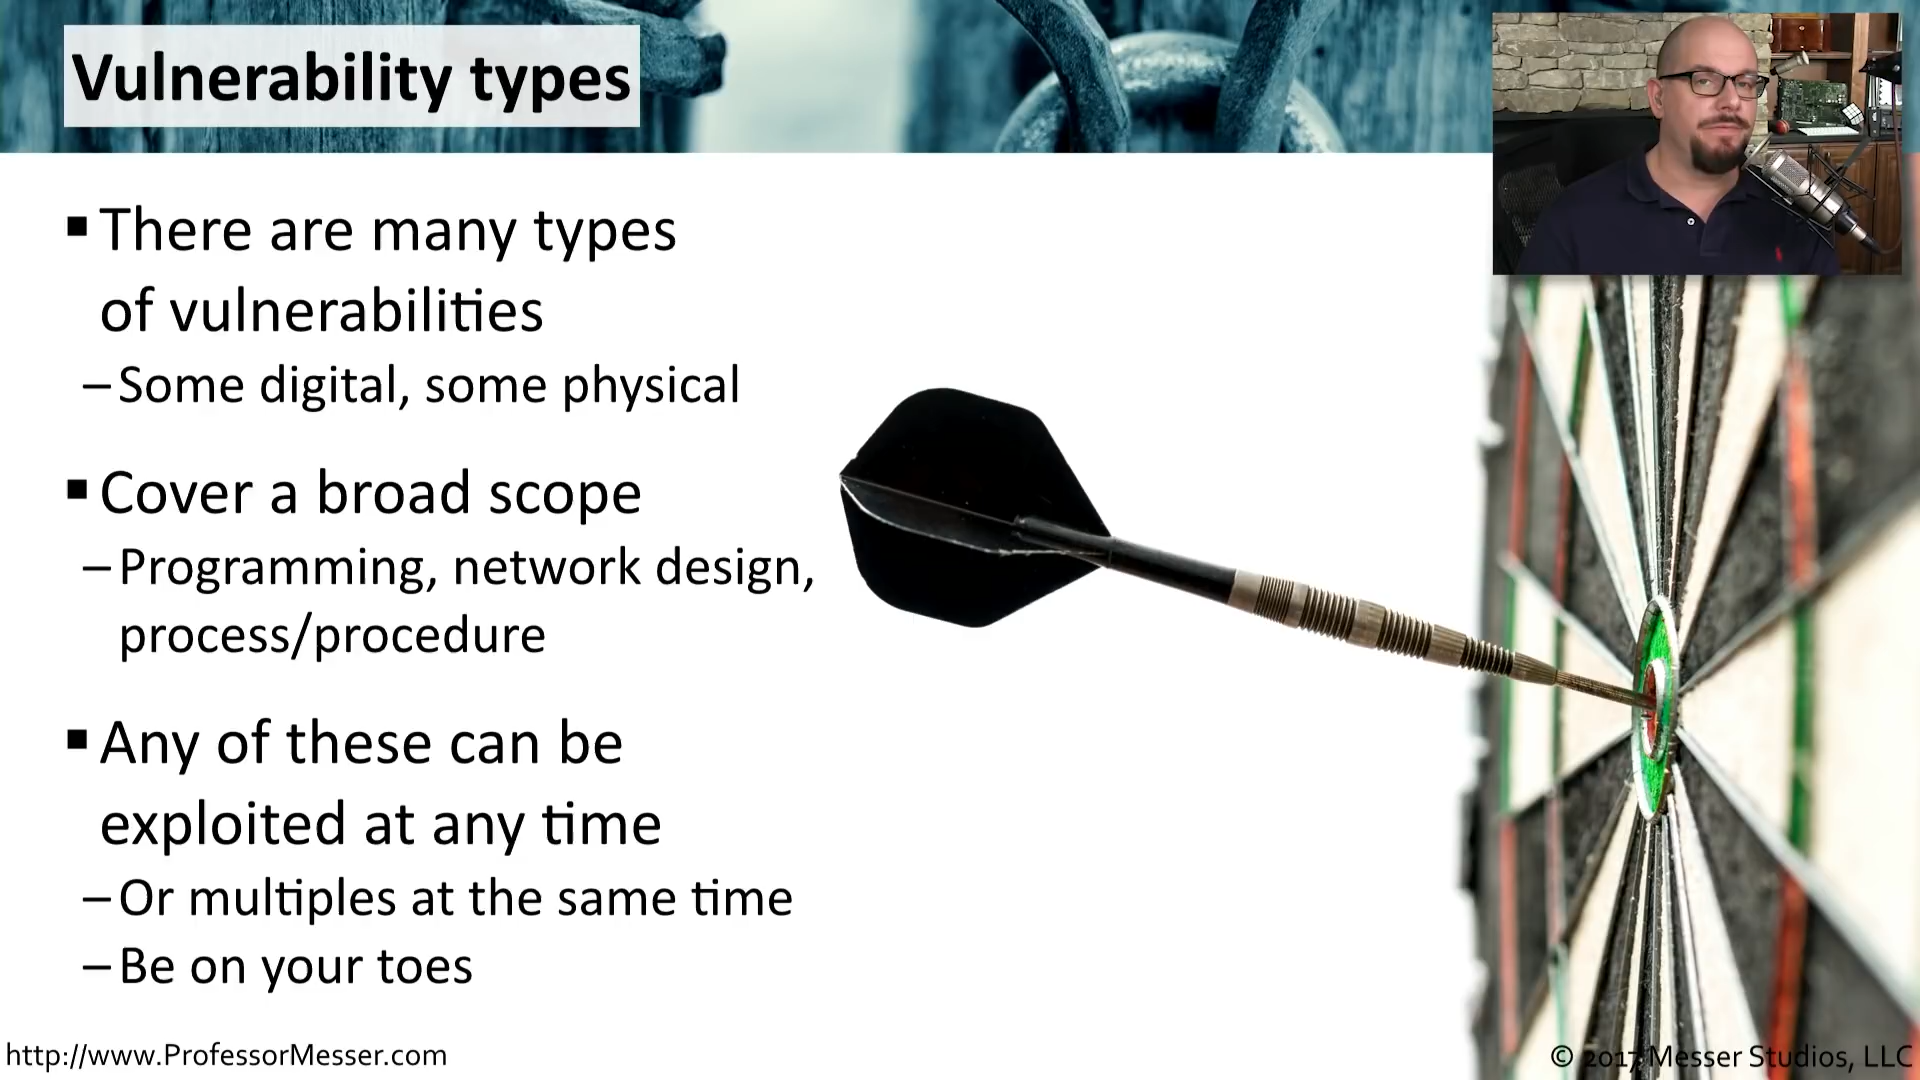 Vulnerability types
▪ There are many types
of vulnerabilities
– Some digital, some physical
▪ Cover a broad scope
– Programming, network design,
process/procedure
▪ Any of these can be
exploited at any time
– Or multiples at the same time
– Be on your toes
http://www.ProfessorMesser.com
© 2017 Messer Studios, LLC